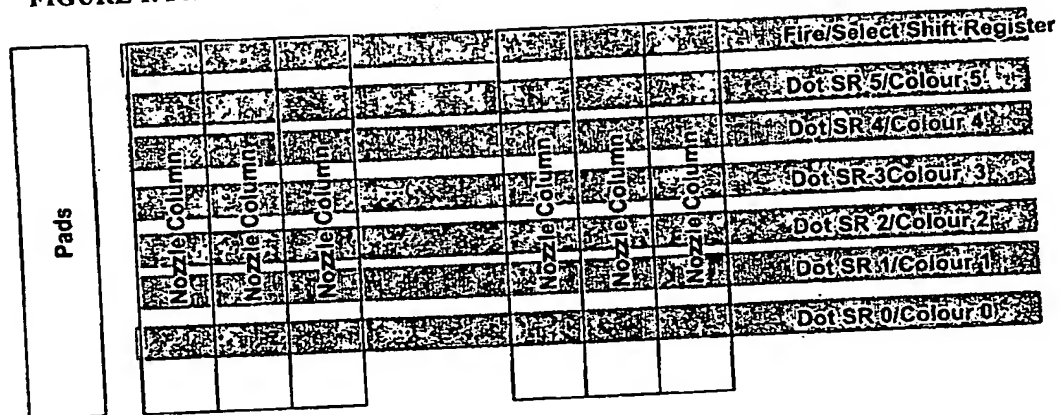 FIGURE
Fire/Select Shift Register
Dot SR 5/Colour 5
Dot SR 4/Colour 4
Dot SR 3Colour 3
Dot SR 2/Colour 2
Dot SR 1/Colour 1
Dot SR 0/Colour 0
Pads
Nozzle Column
Nozzle Column
Nozzle Column
Nozzle Column
Nozzle Column
Nozzle Column